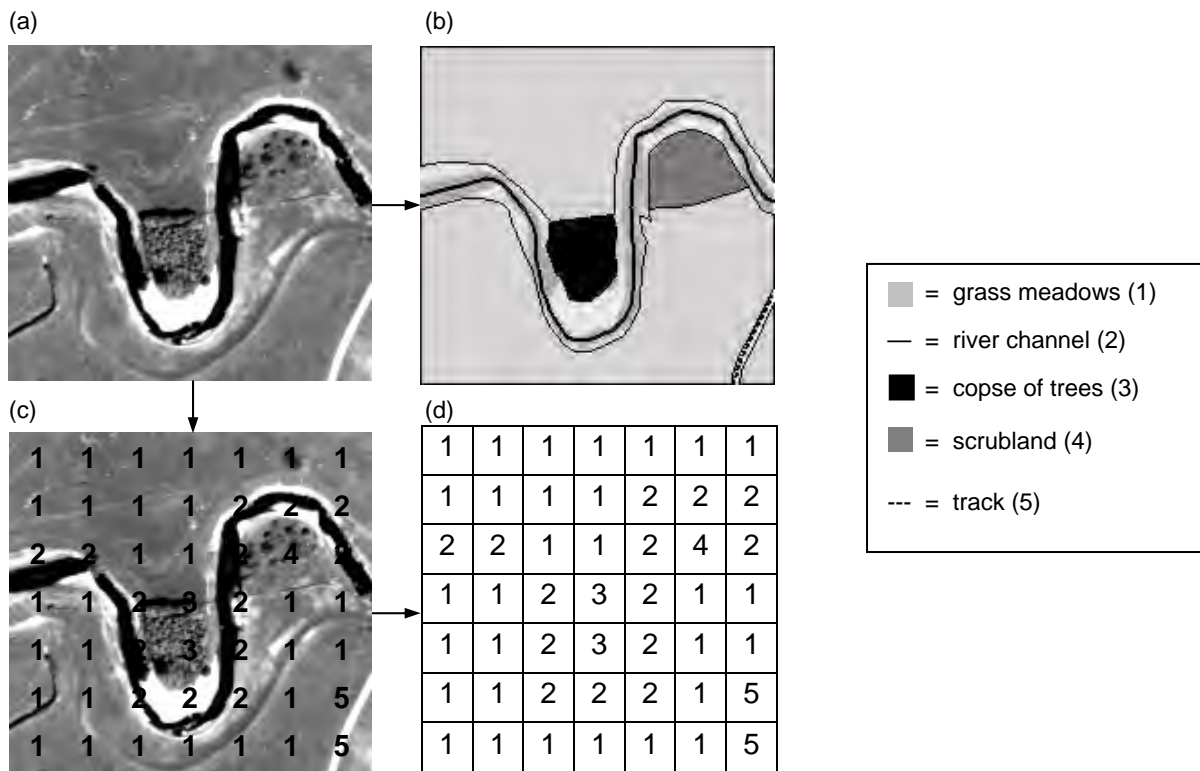 (a)
(b)
= grass meadows (1)
= river channel (2)
= copse of trees (3)
= scrubland (4)
= track (5)
(c)
1 1 1 1 1 1 1
1 1 1 1 2 2 2
2 2 1 1 2 4 2
1 1 2 3 2 1 1
1 1 2 3 2 1 1
1 1 2 2 2 1 5
1 1 1 1 1 1 5
(d)
1 1 1 1 1 1 1
1 1 1 1 2 2 2
2 2 1 1 2 4 2
1 1 2 3 2 1 1
1 1 2 3 2 1 1
1 1 2 2 2 1 5
1 1 1 1 1 1 5